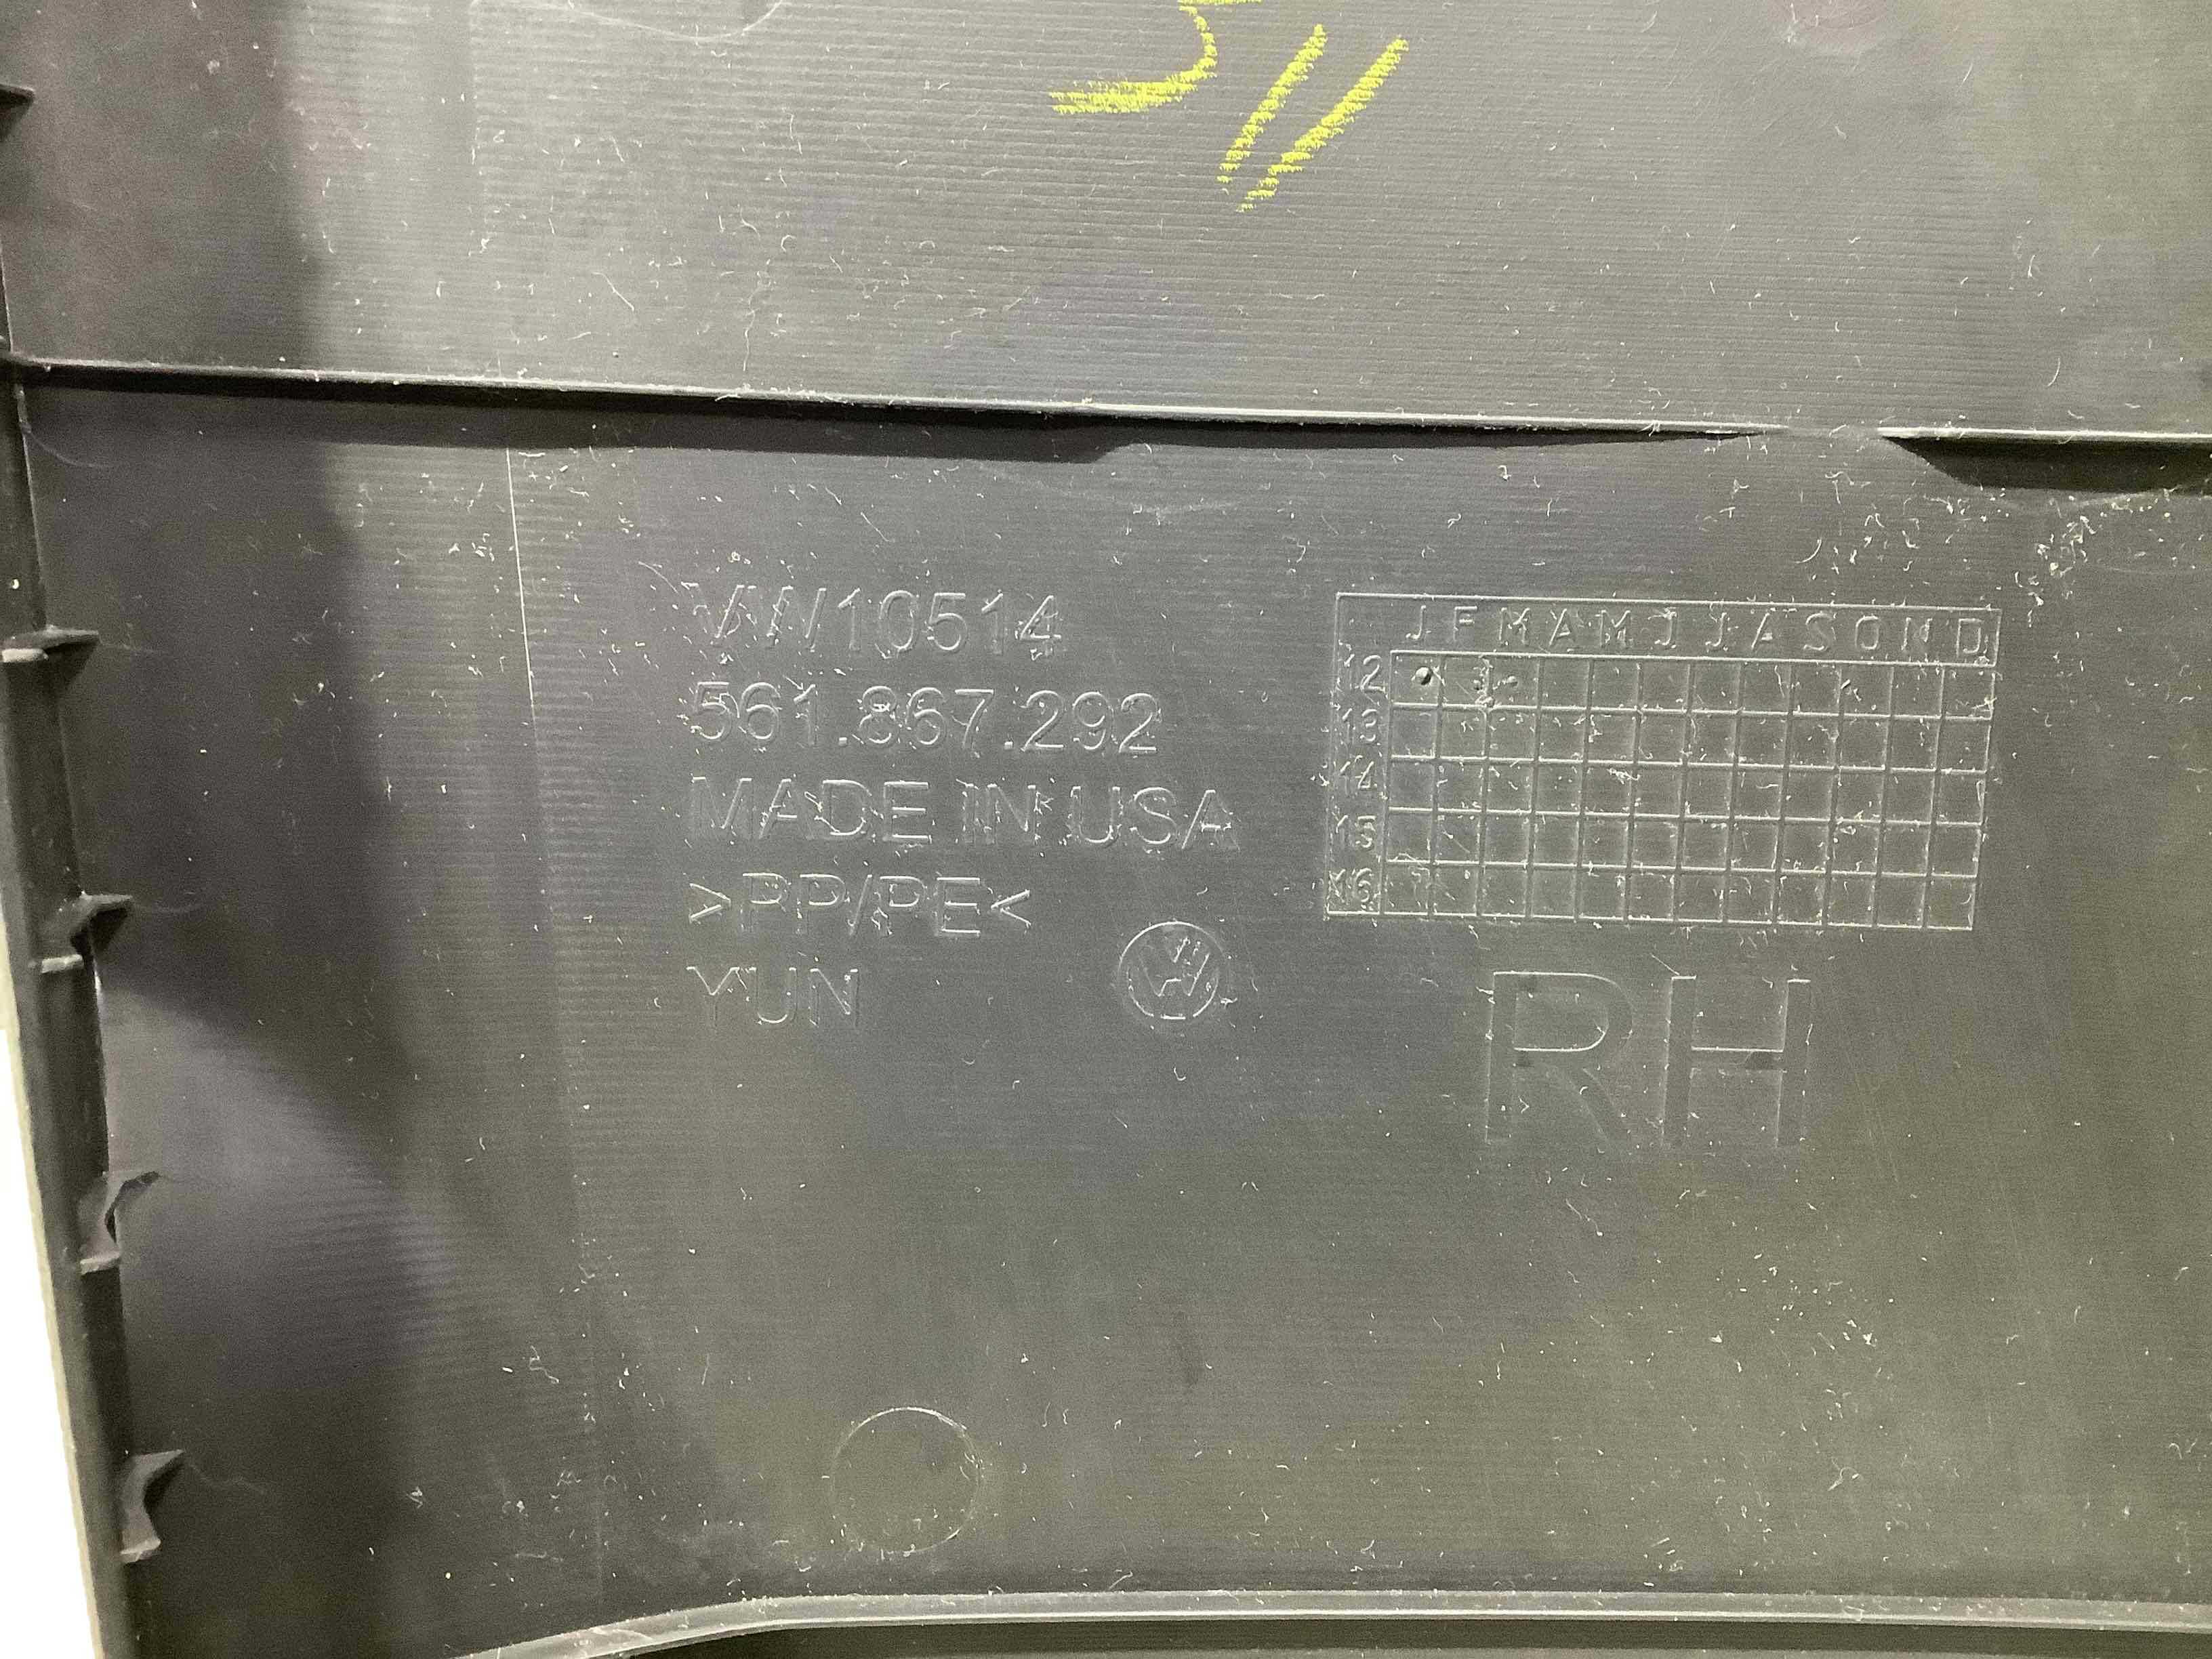 VW10514
561.867.292
MADE IN USA
>PP/PE<
YUN
J F M A M J J A S O N D
12
13
14
15
16
RH